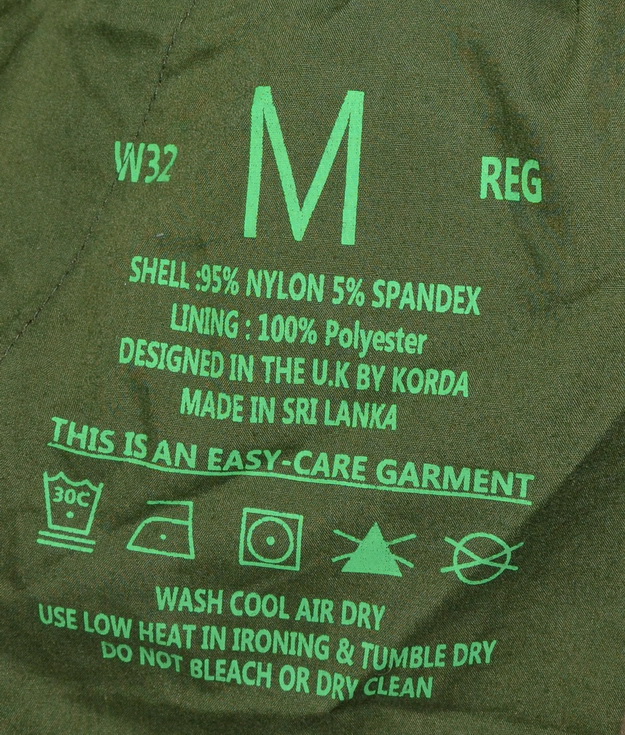 W32 M REG
SHELL :95% NYLON 5% SPANDEX
LINING : 100% Polyester
DESIGNED IN THE U.K BY KORDA
MADE IN SRI LANKA
THIS IS AN EASY-CARE GARMENT
30C
WASH COOL AIR DRY
USE LOW HEAT IN IRONING & TUMBLE DRY
DO NOT BLEACH OR DRY CLEAN